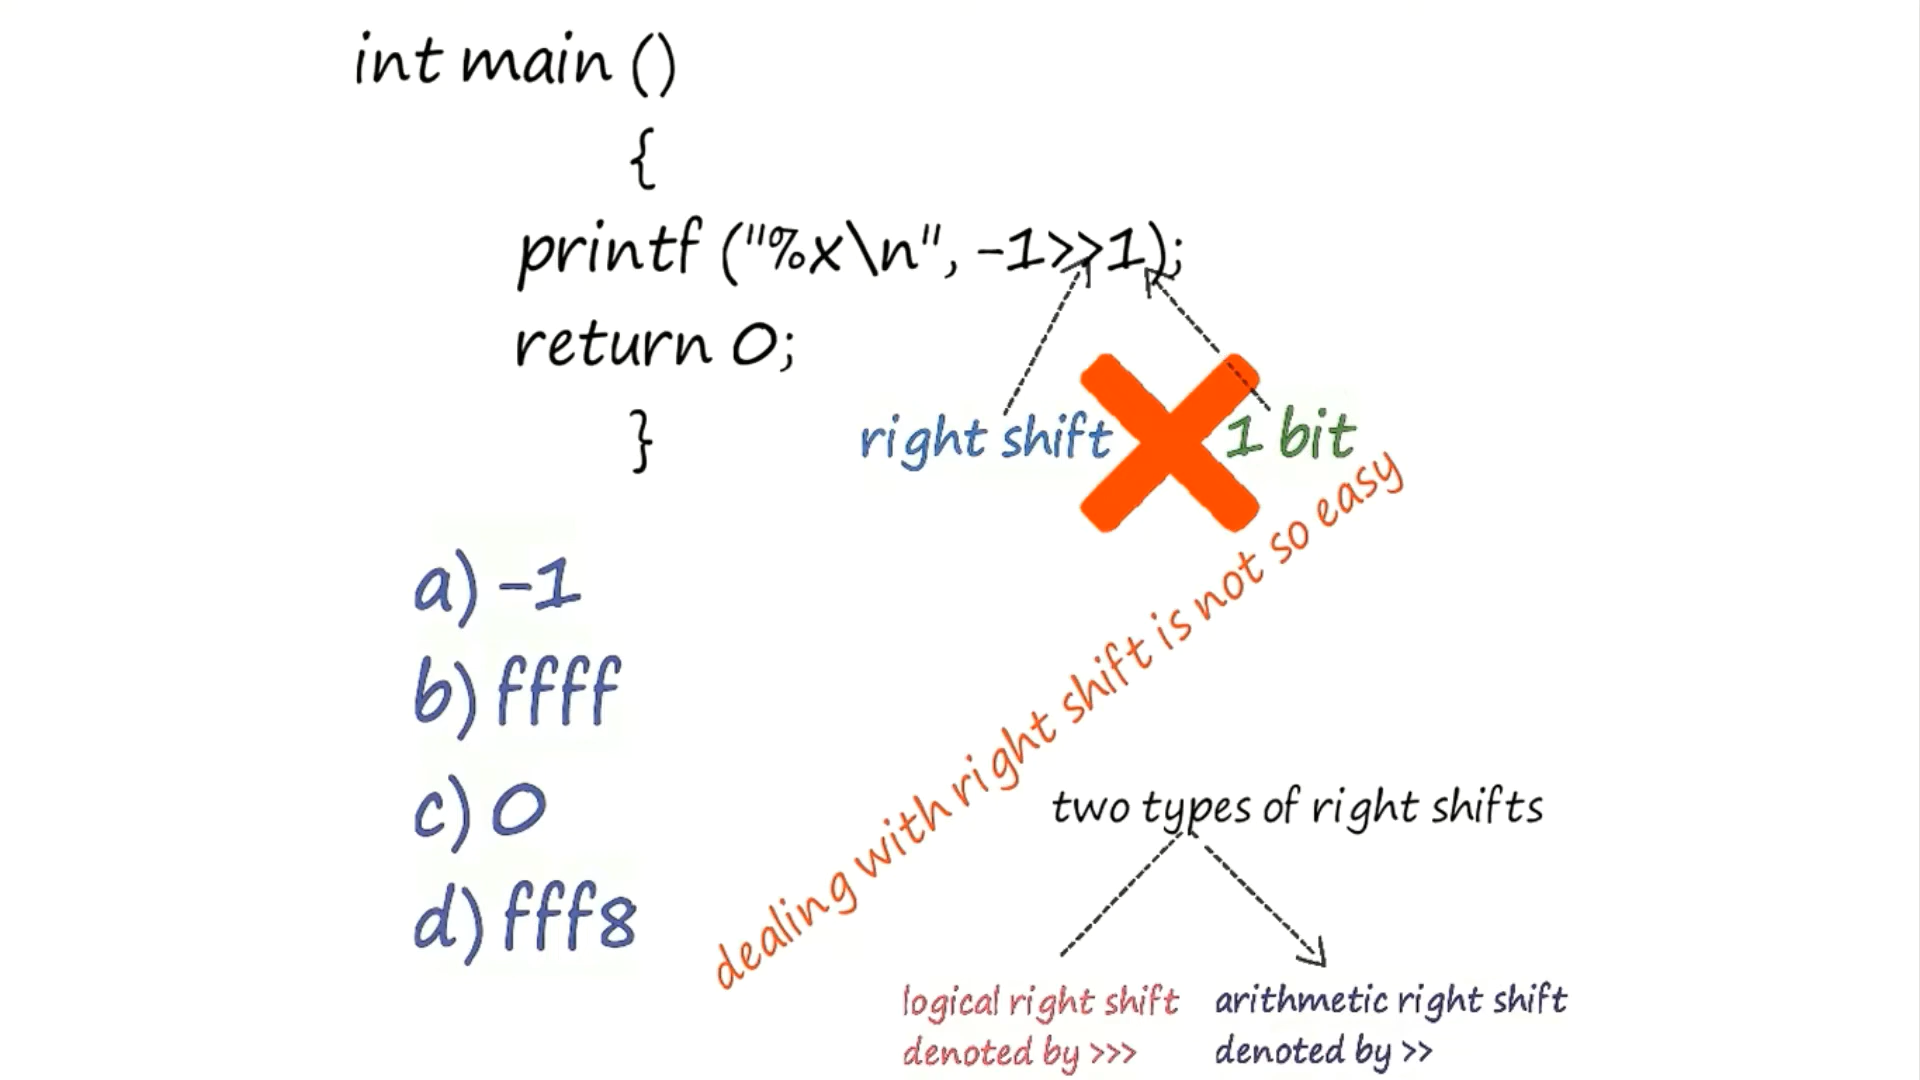 int main ()
{
printf ("%x\n", -1>>1);
return 0;
}
right shift
1 bit
a) -1
b) ffff
c) 0
d) fff8
dealing with right shift is not so easy
two types of right shifts
logical right shift
denoted by >>>
arithmetic right shift
denoted by >>